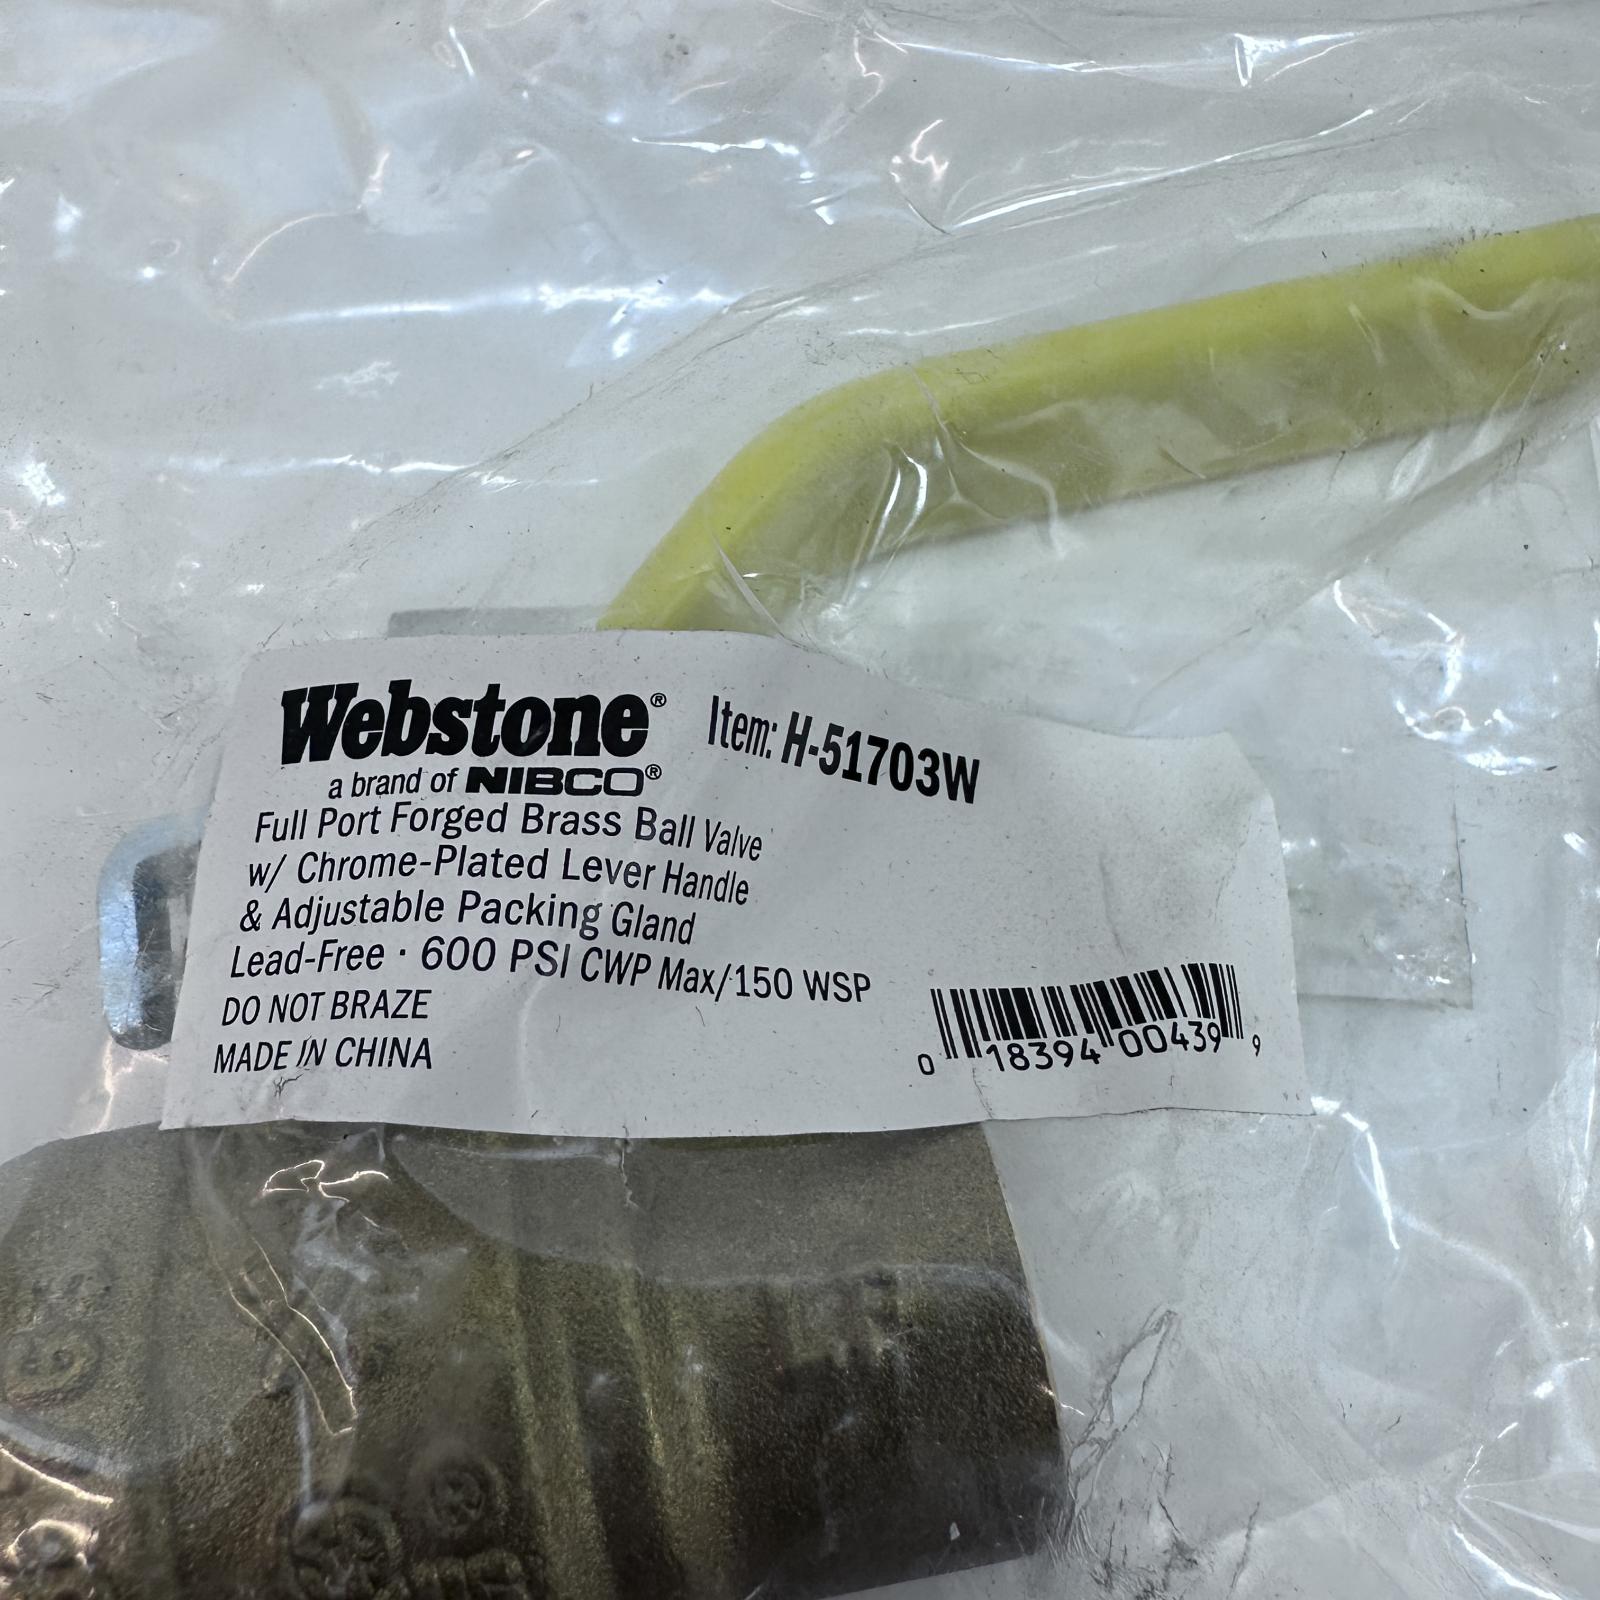 Webstone® Item: H-51703W
a brand of NIBCO®
Full Port Forged Brass Ball Valve
w/ Chrome-Plated Lever Handle
& Adjustable Packing Gland
Lead-Free · 600 PSI CWP Max/150 WSP
DO NOT BRAZE
MADE IN CHINA
0 18394 00439 9